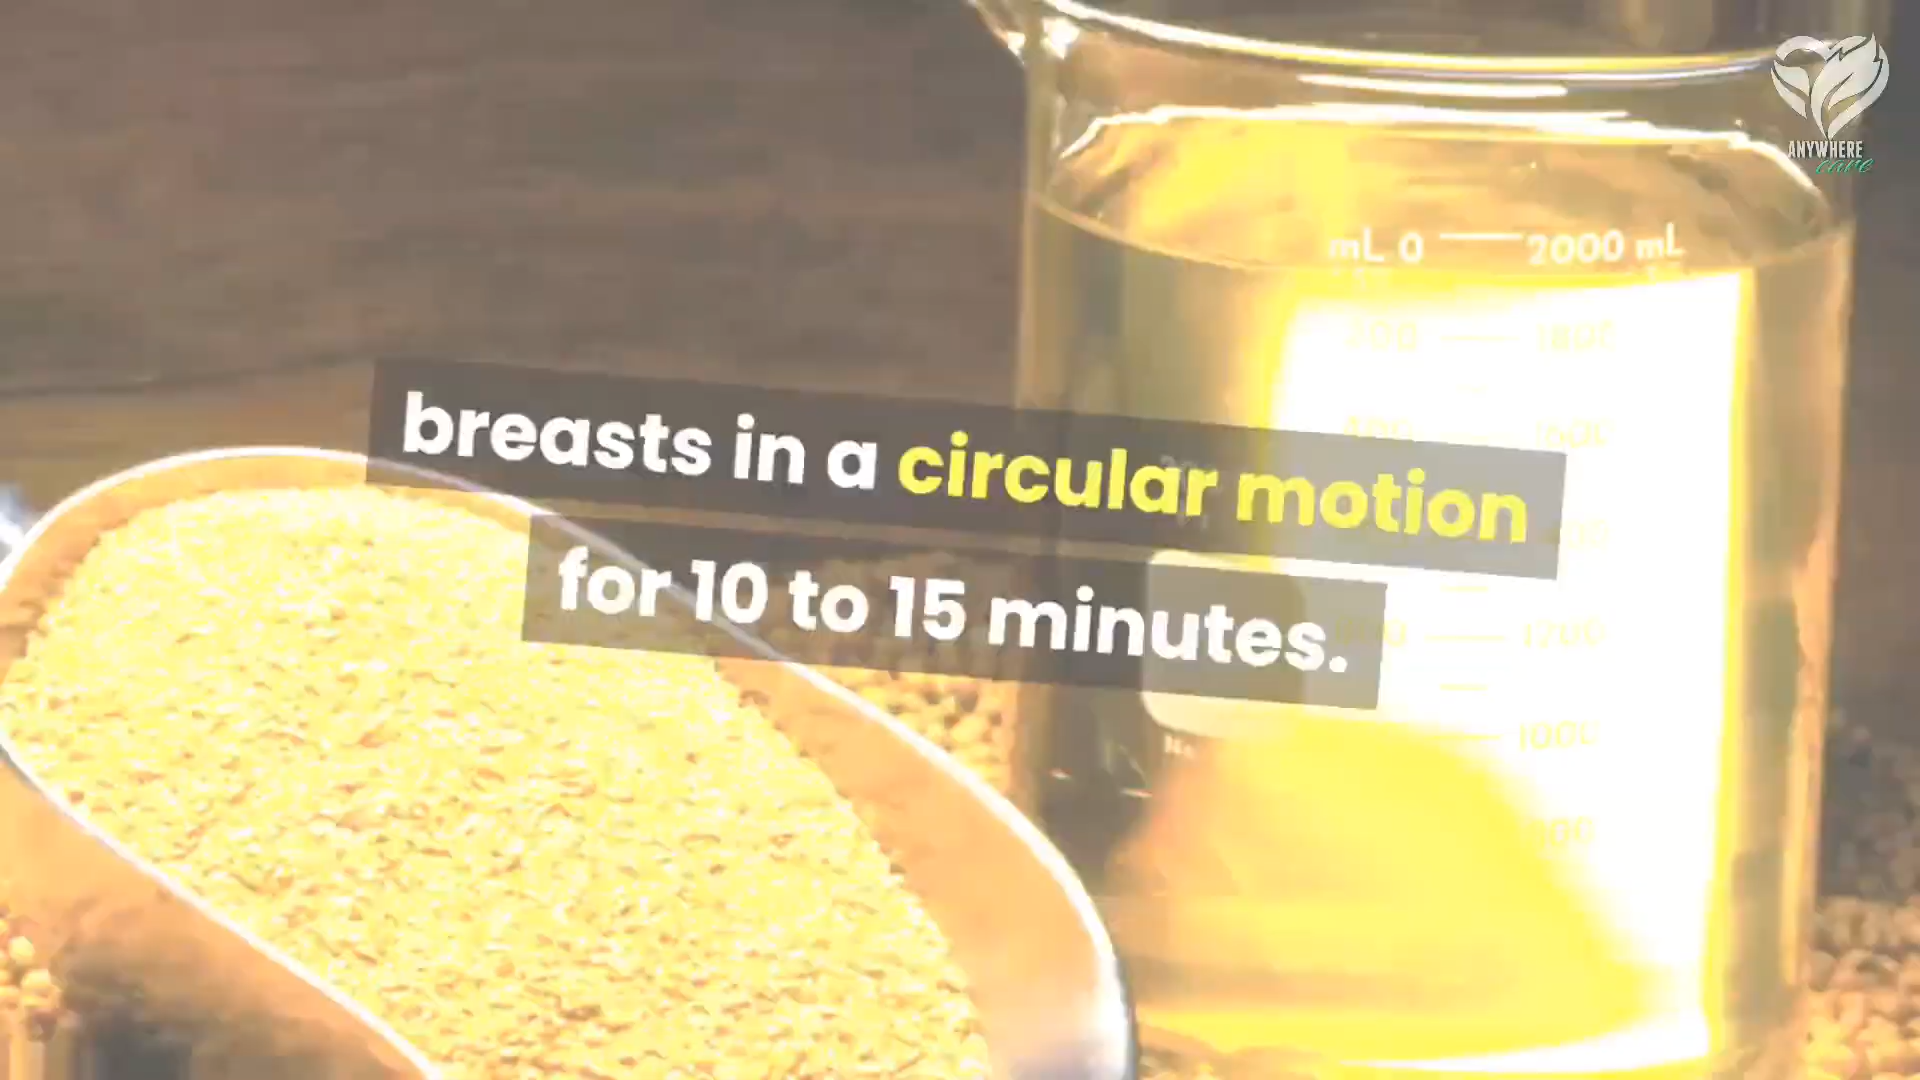 ANYWHERE
care
mL 0 2000 mL
1800
400 1600
breasts in a circular motion
for 10 to 15 minutes.
1200
1000